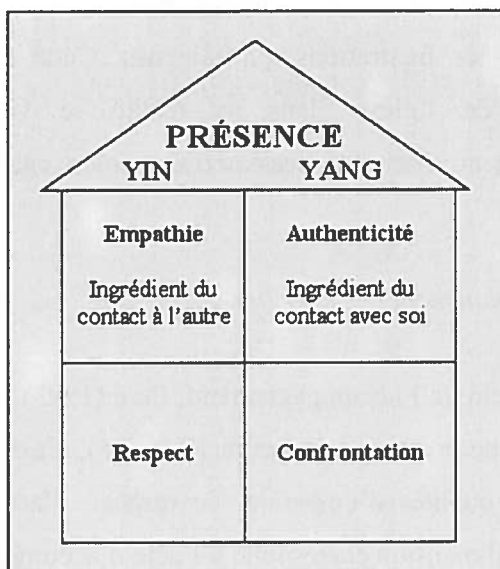 PRÉSENCE
YIN YANG
Empathie
Ingrédient du
contact à l'autre
Authenticité
Ingrédient du
contact avec soi
Respect
Confrontation